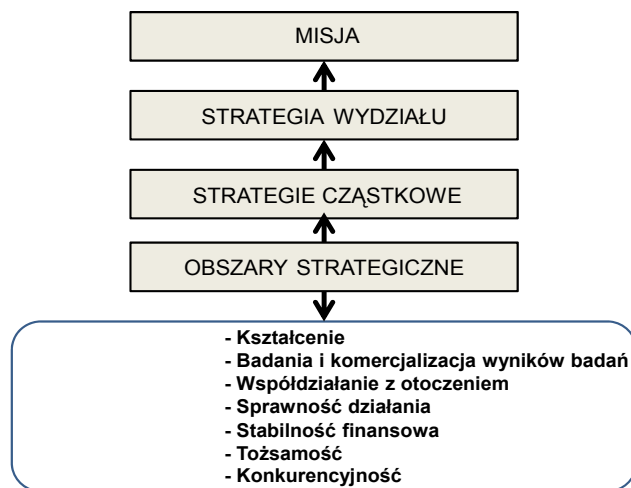 MISJA
STRATEGIA WYDZIAŁU
STRATEGIE CZĄSTKOWE
OBSZARY STRATEGICZNE
- Kształcenie
- Badania i komercjalizacja wyników badań
- Współdziałanie z otoczeniem
- Sprawność działania
- Stabilność finansowa
- Tożsamość
- Konkurencyjność